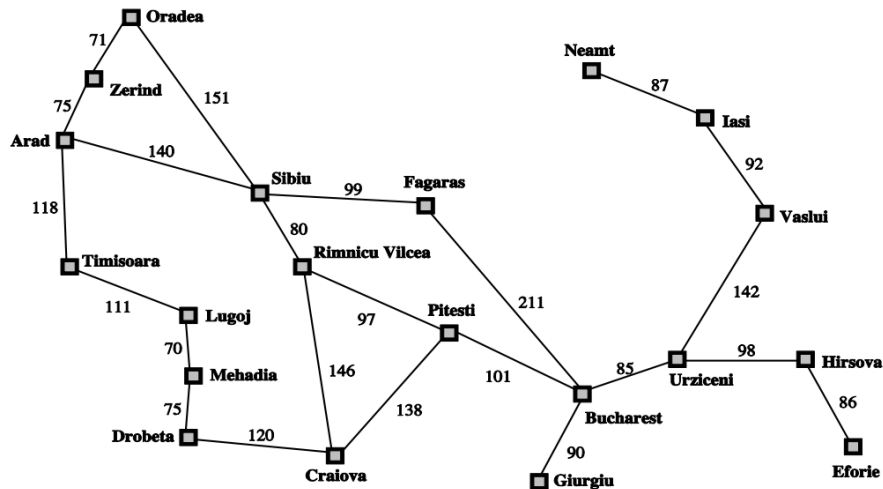 Oradea
71
Neamt
Zerind
87
151
75
Iasi
Arad
140
92
Sibiu
Fagaras
99
118
Vaslui
80
Timisoara
Rimnicu Vilcea
142
111
211
Lugoj
97
Pitesti
70
98
Hirsova
Mehadia
146
101
85
Urziceni
86
75
138
Bucharest
Drobeta
120
90
Craiova
Eforie
Giurgiu